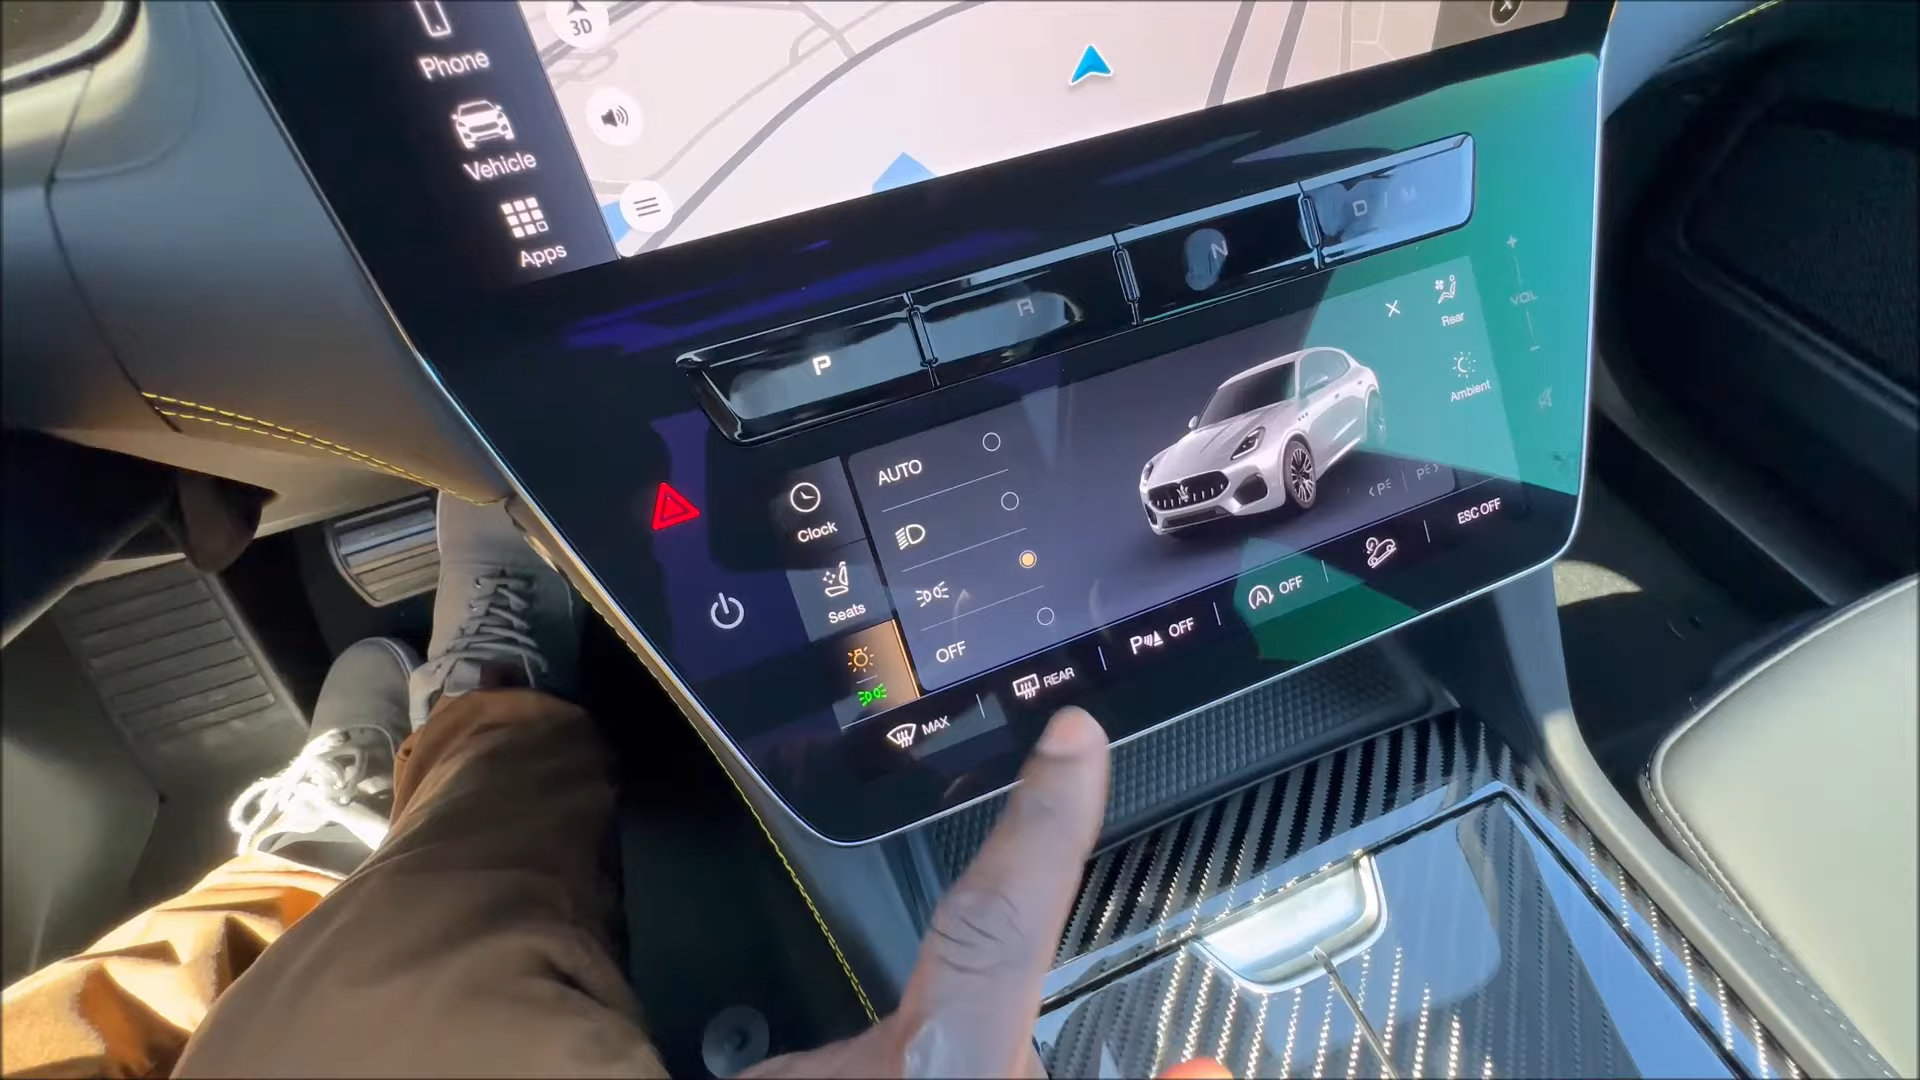 3D
Phone
Vehicle
Apps
P
R
N
D / M
+
VOL
-
Rear
Ambient
AUTO
OFF
Clock
Seats
MAX
REAR
P OFF
A OFF
ESC OFF